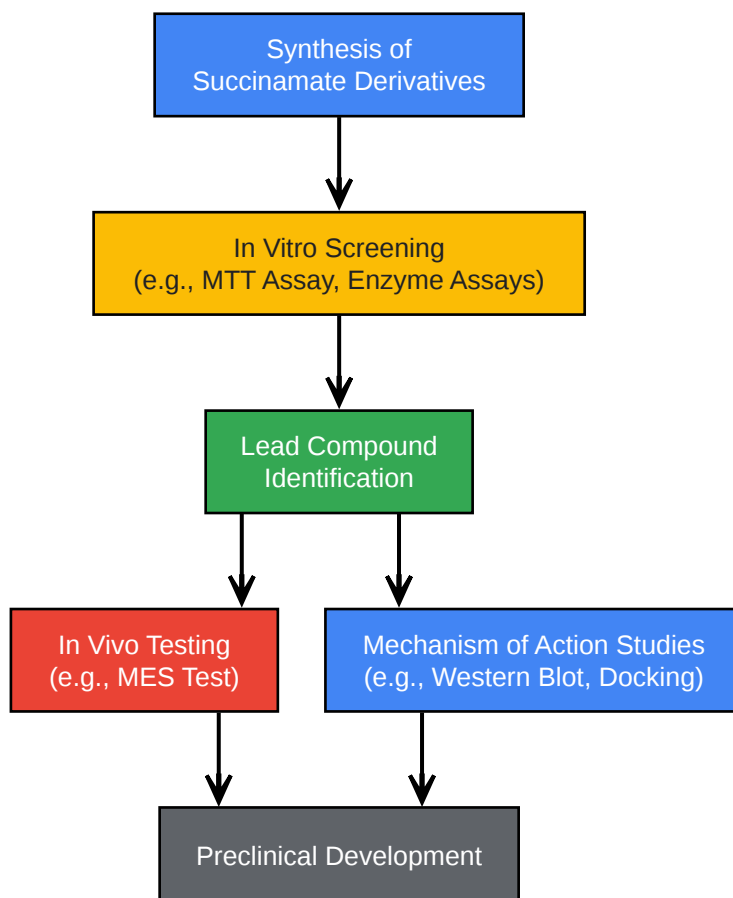 Synthesis of
Succinamate Derivatives
In Vitro Screening
(e.g., MTT Assay, Enzyme Assays)
Lead Compound
Identification
In Vivo Testing
(e.g., MES Test)
Mechanism of Action Studies
(e.g., Western Blot, Docking)
Preclinical Development